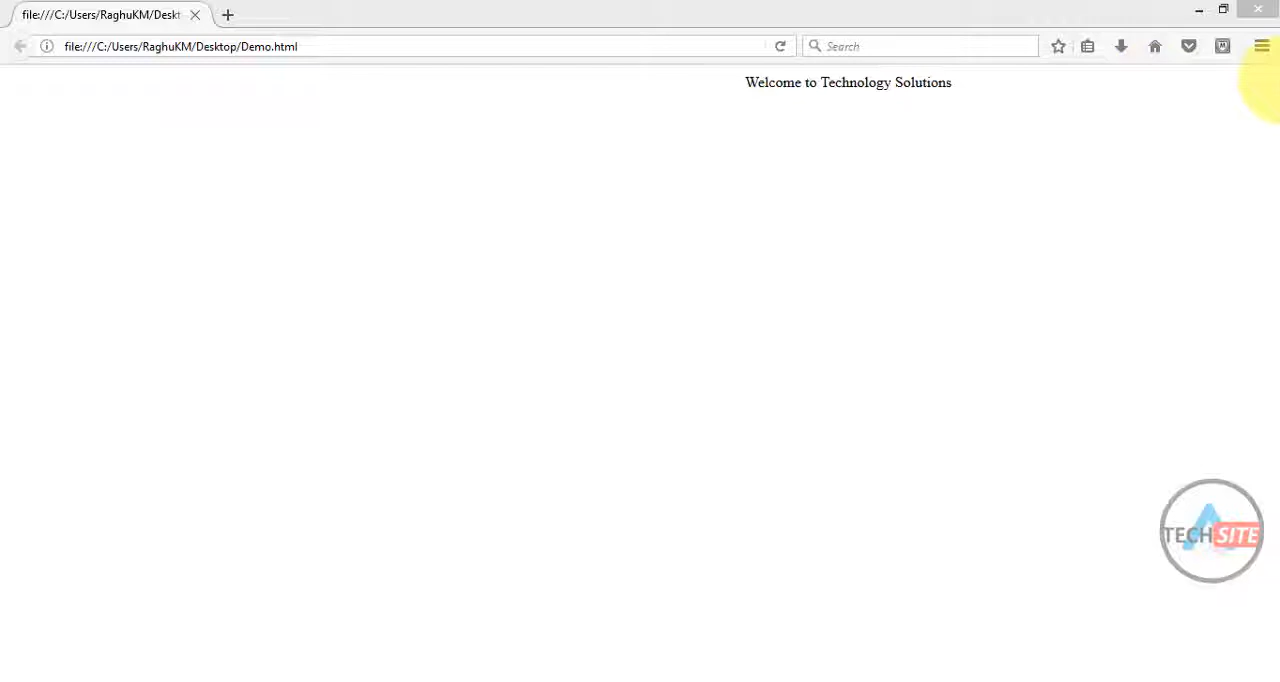 file:///C:/Users/RaghuKM/Deskt
file:///C:/Users/RaghuKM/Desktop/Demo.html
Search
Welcome to Technology Solutions
A
TECH SITE